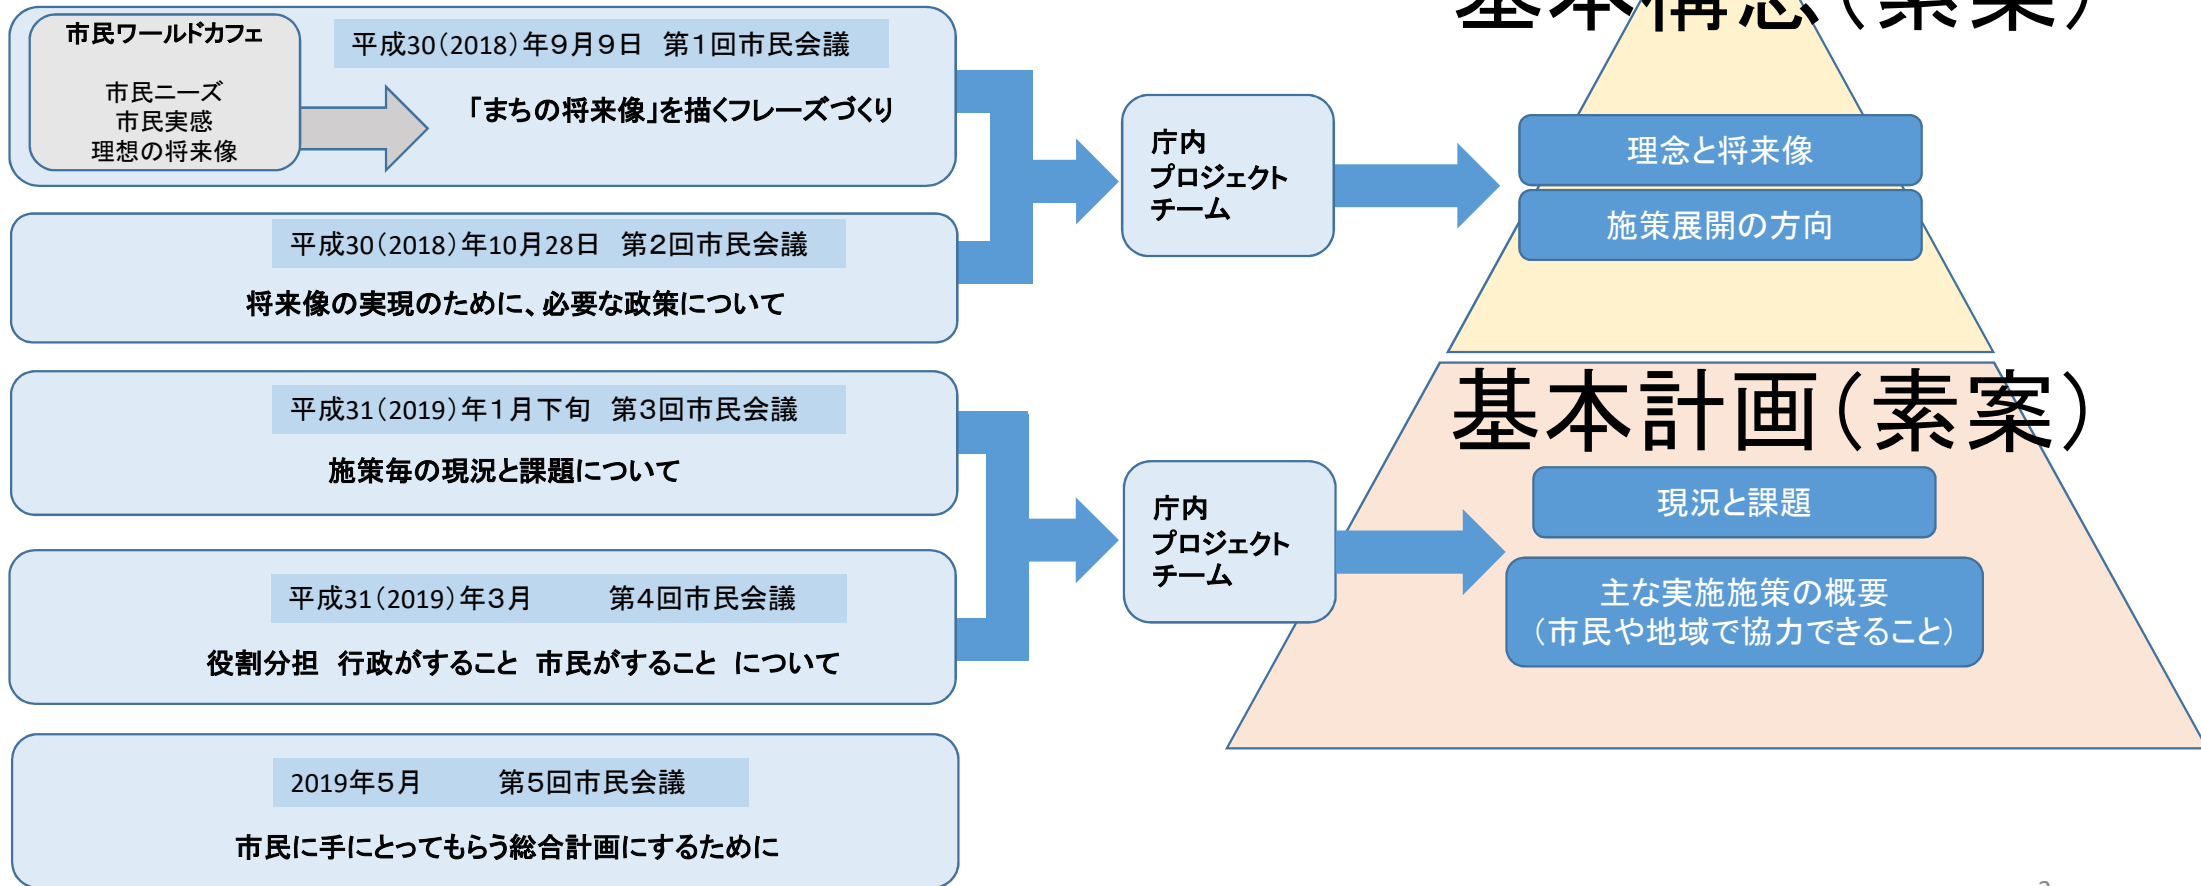 基本構想(素案)
市民ワールドカフェ
市民ニーズ
市民実感
理想の将来像
平成30(2018)年9月9日 第1回市民会議
「まちの将来像」を描くフレーズづくり
平成30(2018)年10月28日 第2回市民会議
将来像の実現のために、必要な政策について
庁内
プロジェクト
チーム
理念と将来像
施策展開の方向
平成31(2019)年1月下旬 第3回市民会議
施策毎の現況と課題について
平成31(2019)年3月 第4回市民会議
役割分担 行政がすること 市民がすること について
庁内
プロジェクト
チーム
基本計画(素案)
現況と課題
主な実施施策の概要
(市民や地域で協力できること)
2019年5月 第5回市民会議
市民に手にとってもらう総合計画にするために